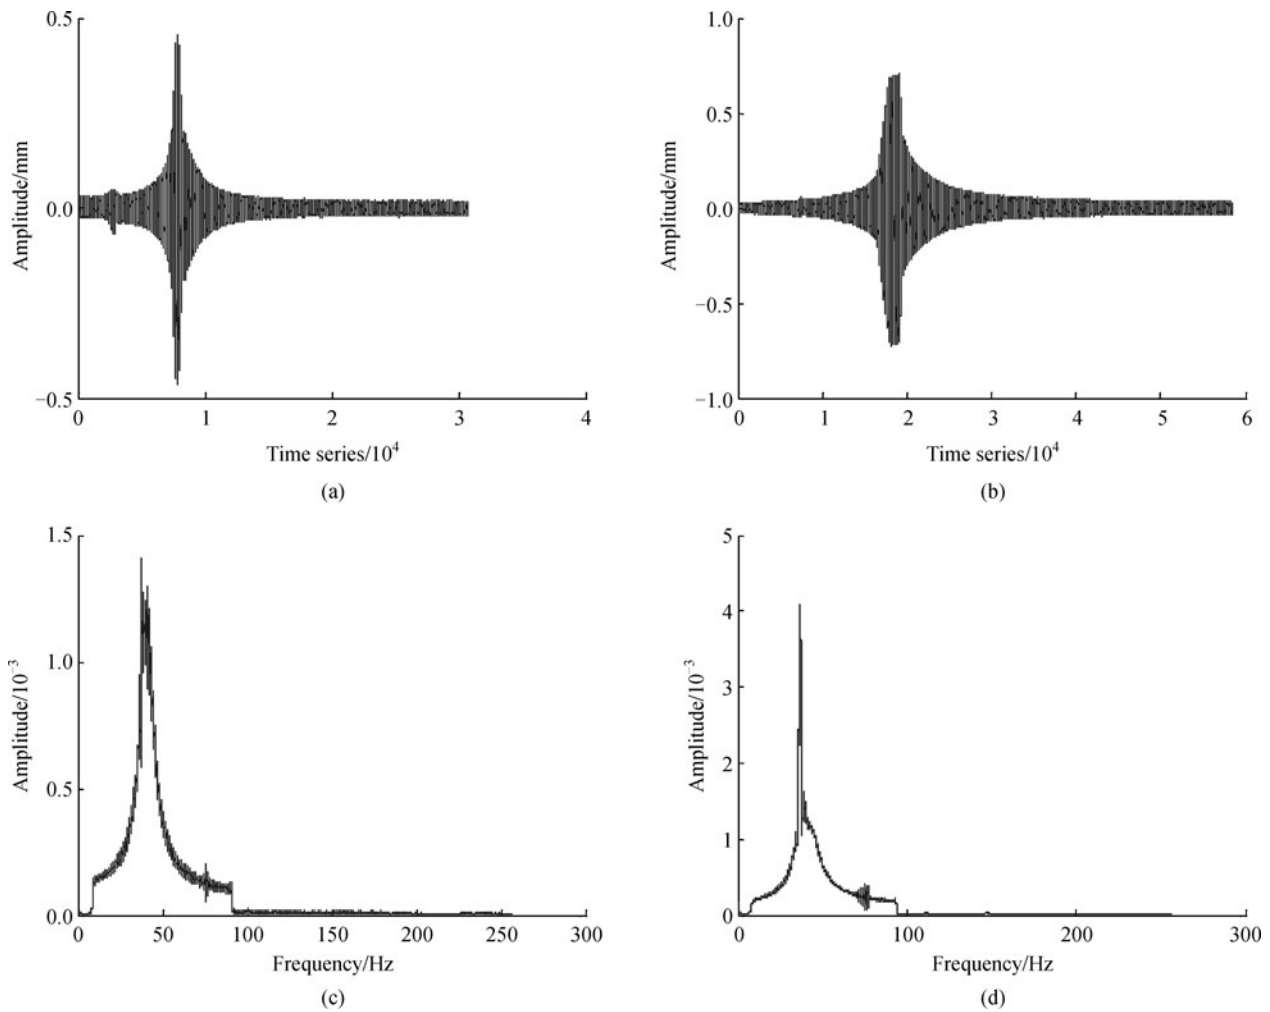 0.5
0.0
−0.5
Amplitude/mm
0 1 2 3 4
Time series/10⁴
(a)
1.0
0.5
0.0
−0.5
−1.0
Amplitude/mm
0 1 2 3 4 5 6
Time series/10⁴
(b)
1.5
1.0
0.5
0.0
Amplitude/10⁻³
0 50 100 150 200 250 300
Frequency/Hz
(c)
5
4
3
2
1
0
Amplitude/10⁻³
0 100 200 300
Frequency/Hz
(d)